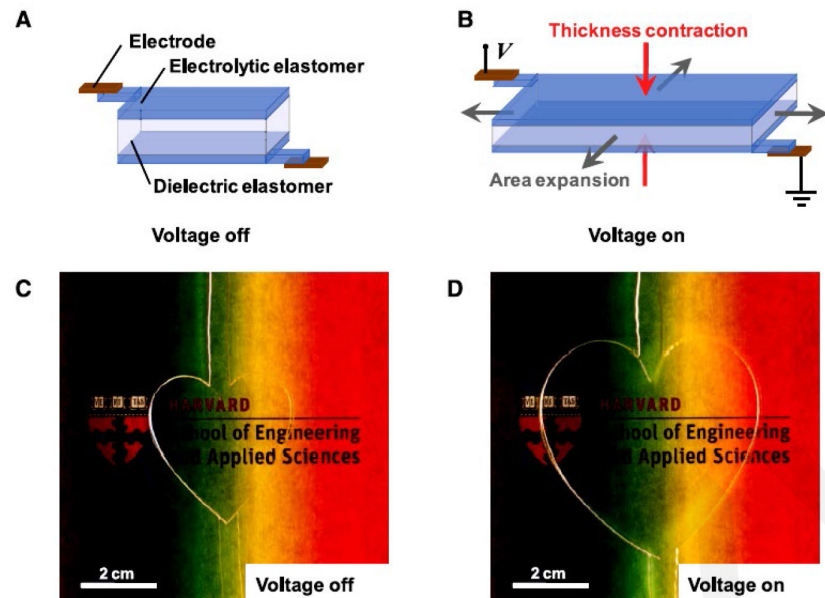 A
Electrode
Electrolytic elastomer
Dielectric elastomer
Voltage off
B
V
Thickness contraction
Area expansion
Voltage on
C
HARVARD
School of Engineering
and Applied Sciences
2 cm
Voltage off
D
HARVARD
School of Engineering
and Applied Sciences
2 cm
Voltage on